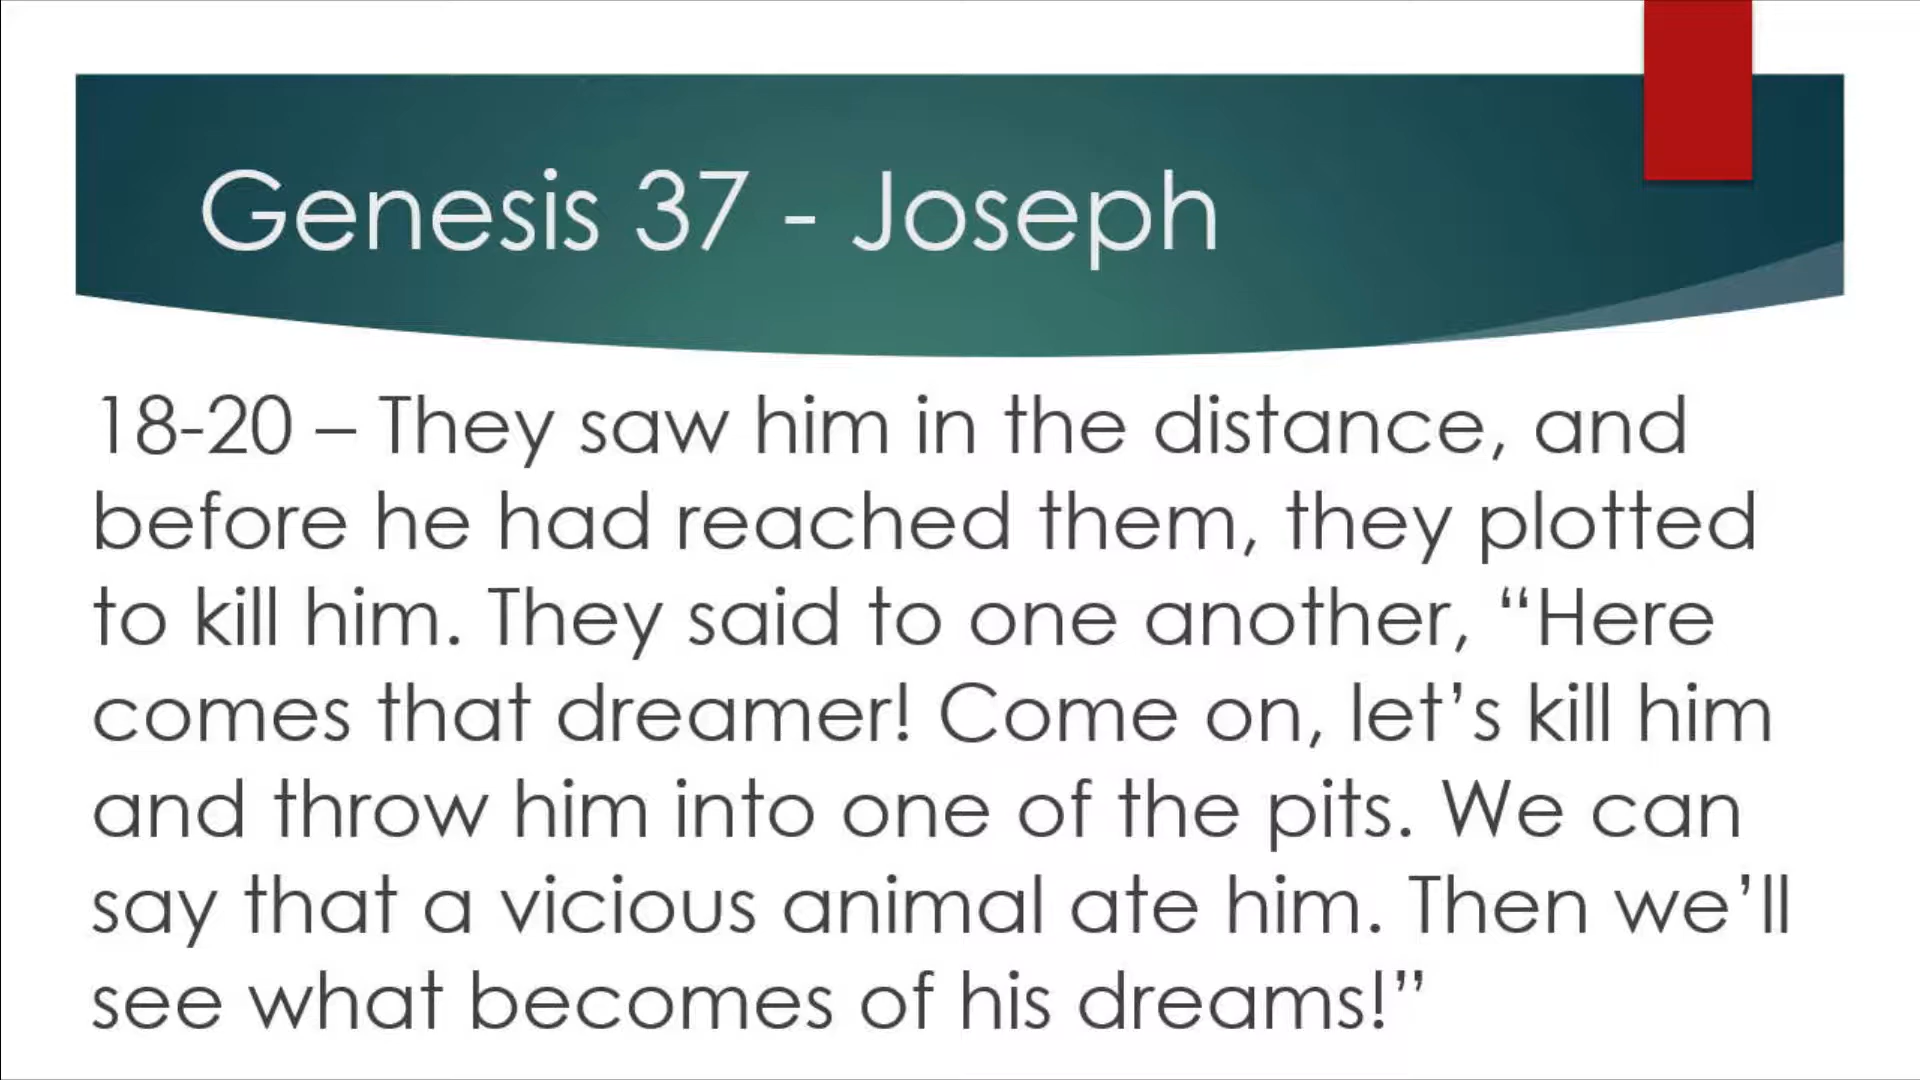 Genesis 37 - Joseph
18-20 – They saw him in the distance, and
before he had reached them, they plotted
to kill him. They said to one another, “Here
comes that dreamer! Come on, let’s kill him
and throw him into one of the pits. We can
say that a vicious animal ate him. Then we’ll
see what becomes of his dreams!”